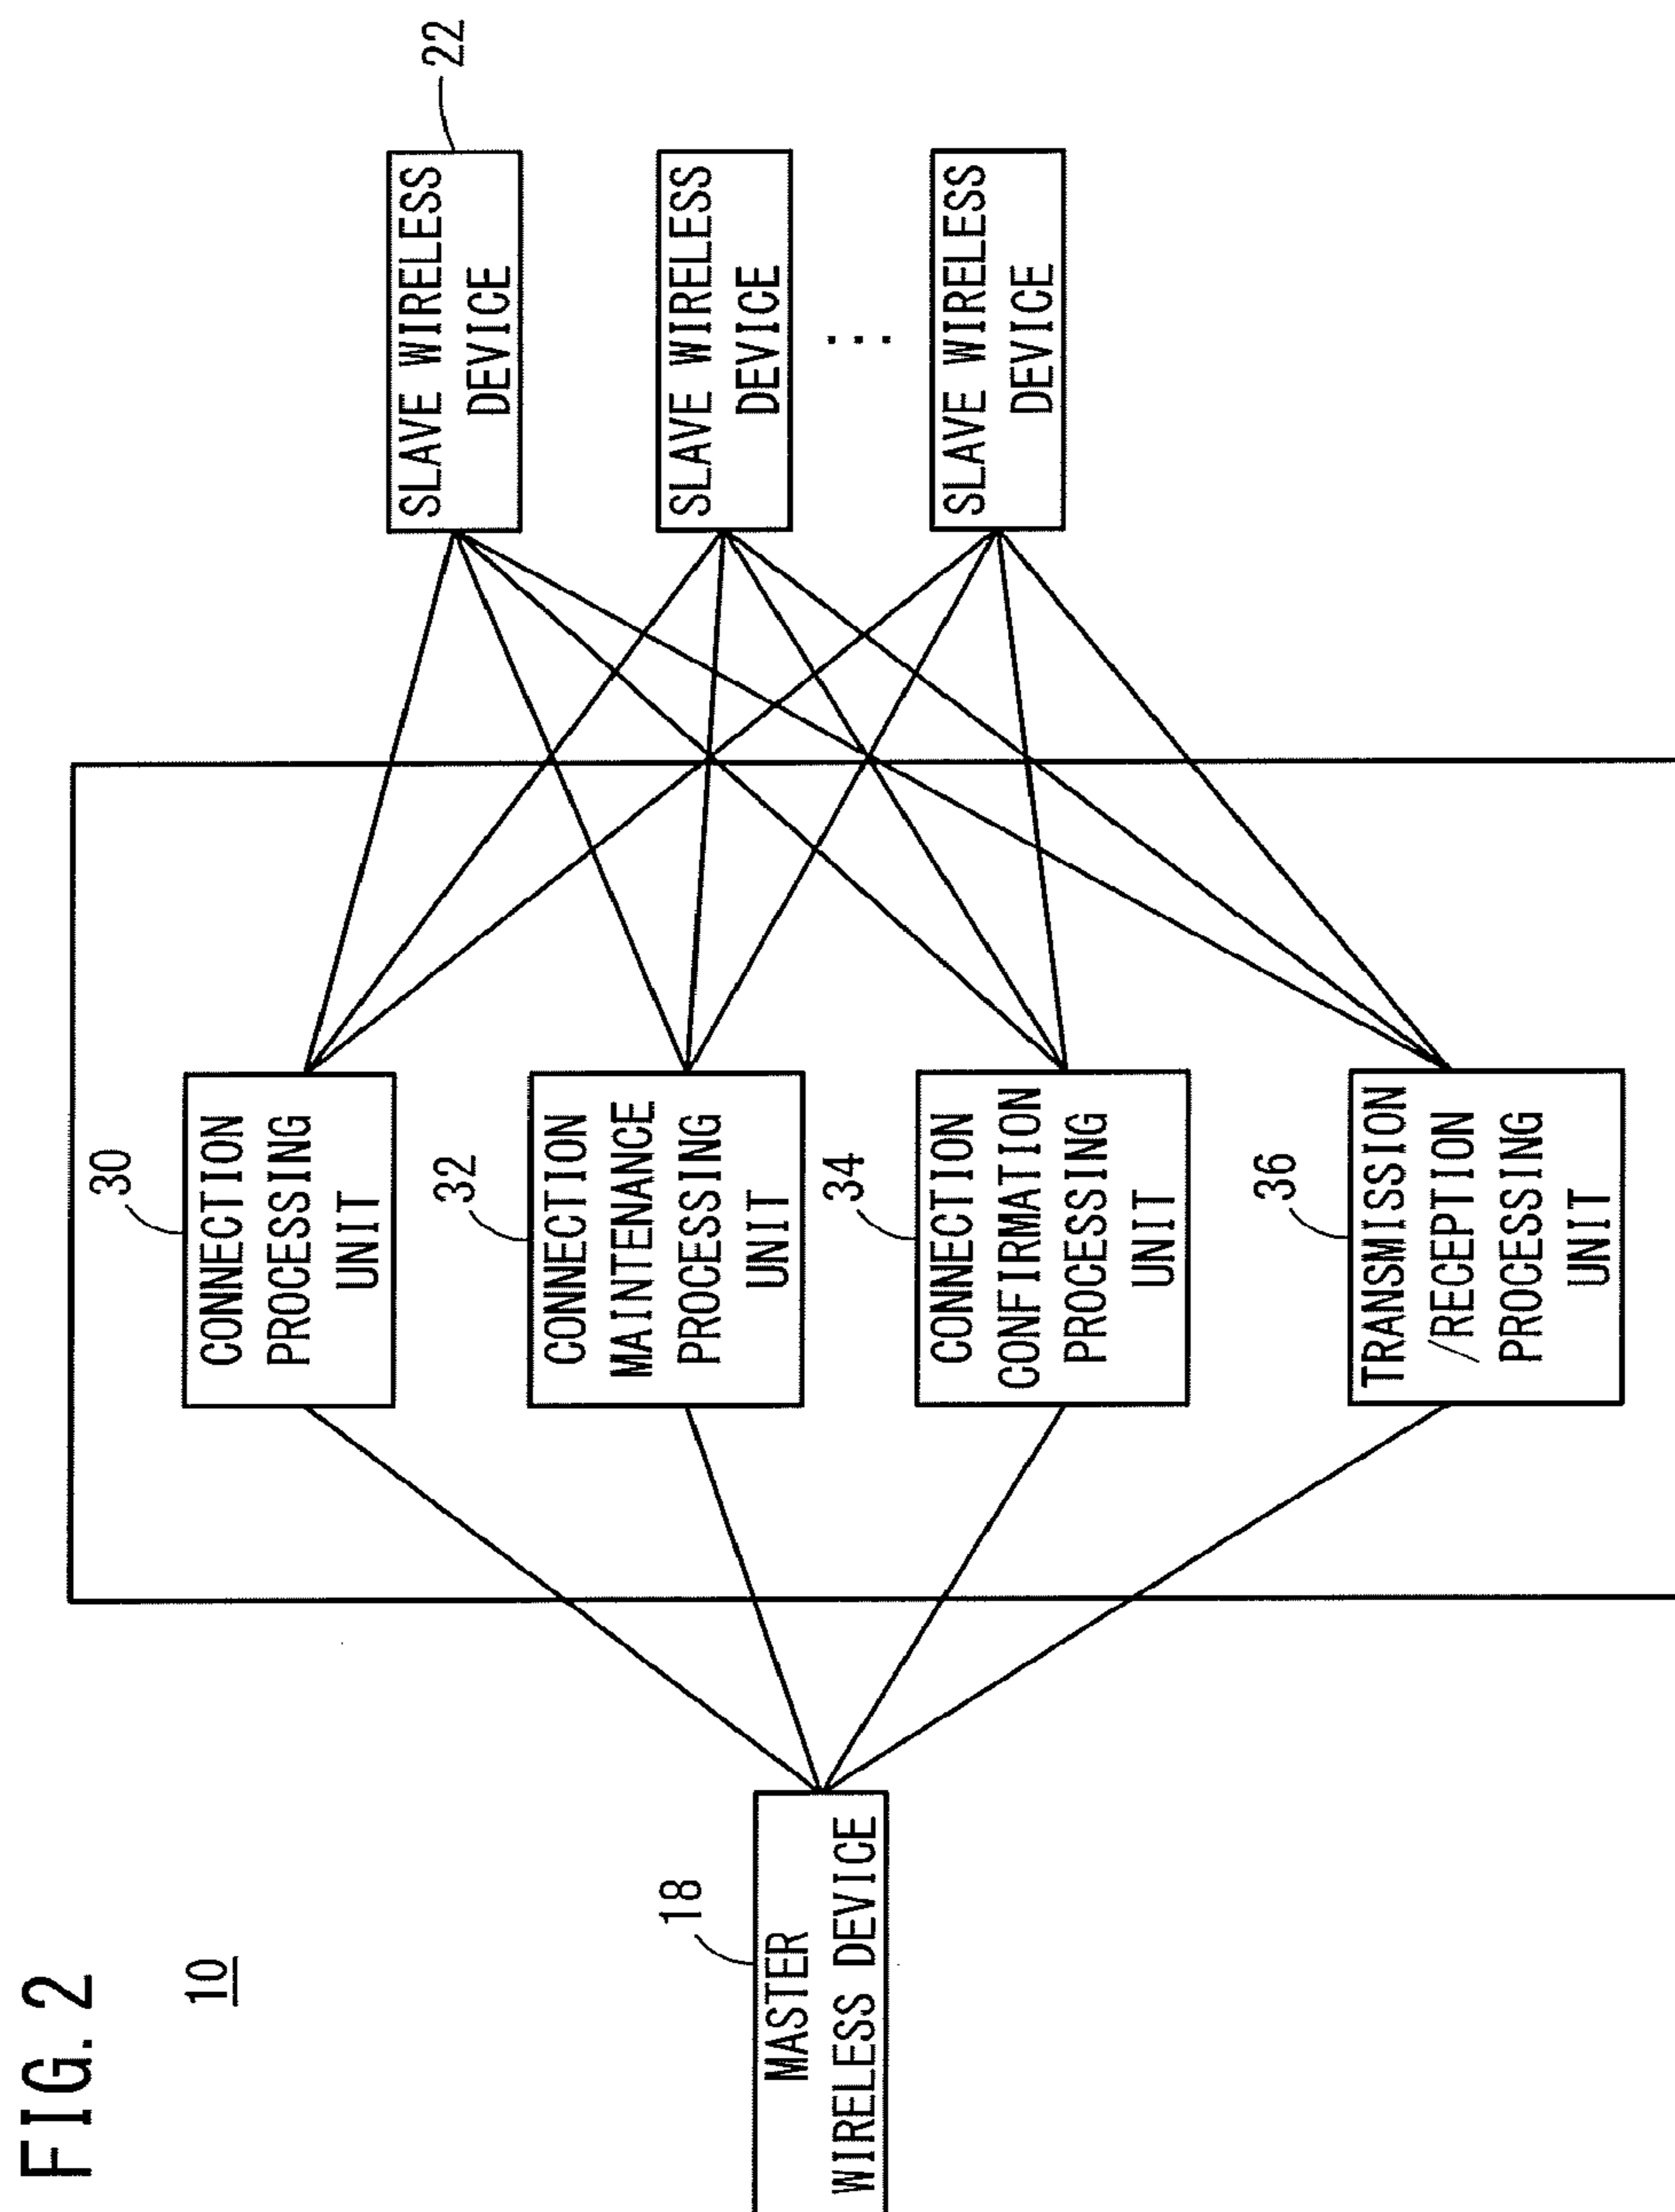 FIG. 2
10
18
MASTER
WIRELESS DEVICE
30
CONNECTION
PROCESSING
UNIT
32
CONNECTION
MAINTENANCE
PROCESSING
UNIT
34
CONNECTION
CONFIRMATION
PROCESSING
UNIT
36
TRANSMISSION
/RECEPTION
PROCESSING
UNIT
22
SLAVE WIRELESS
DEVICE
SLAVE WIRELESS
DEVICE
...
SLAVE WIRELESS
DEVICE